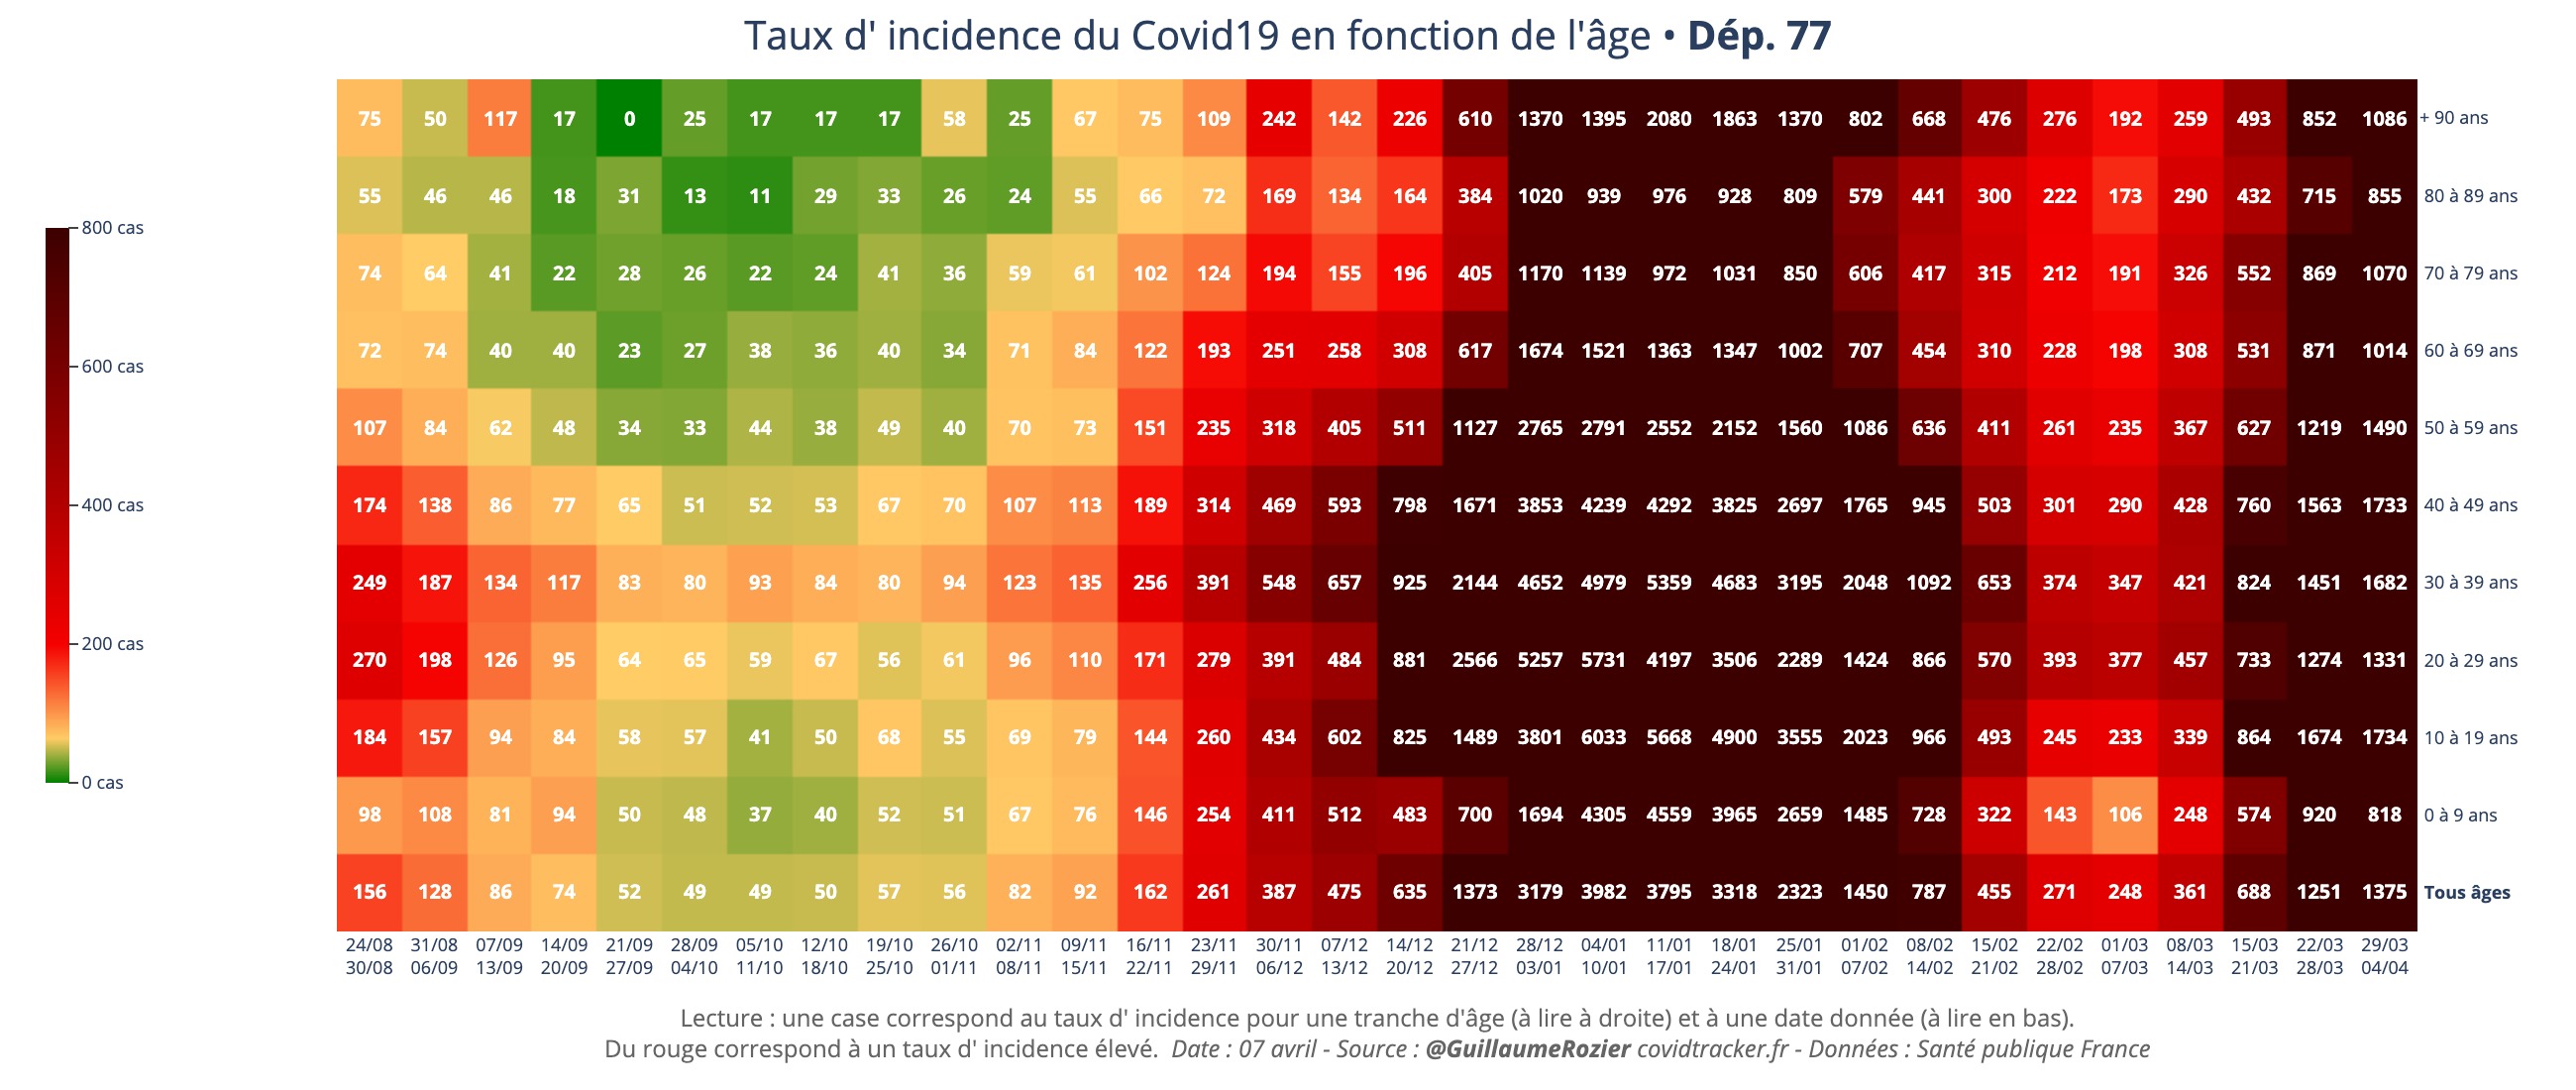 Taux d' incidence du Covid19 en fonction de l'âge • Dép. 77
75 50 117 17 0 25 17 17 17 58 25 67 75 109 242 142 226 610 1370 1395 2080 1863 1370 802 668 476 276 192 259 493 852 1086 + 90 ans
55 46 46 18 31 13 11 29 33 26 24 55 66 72 169 134 164 384 1020 939 976 928 809 579 441 300 222 173 290 432 715 855 80 à 89 ans
800 cas
74 64 41 22 28 26 22 24 41 36 59 61 102 124 194 155 196 405 1170 1139 972 1031 850 606 417 315 212 191 326 552 869 1070 70 à 79 ans
72 74 40 40 23 27 38 36 40 34 71 84 122 193 251 258 308 617 1674 1521 1363 1347 1002 707 454 310 228 198 308 531 871 1014 60 à 69 ans
600 cas
107 84 62 48 34 33 44 38 49 40 70 73 151 235 318 405 511 1127 2765 2791 2552 2152 1560 1086 636 411 261 235 367 627 1219 1490 50 à 59 ans
400 cas
174 138 86 77 65 51 52 53 67 70 107 113 189 314 469 593 798 1671 3853 4239 4292 3825 2697 1765 945 503 301 290 428 760 1563 1733 40 à 49 ans
249 187 134 117 83 80 93 84 80 94 123 135 256 391 548 657 925 2144 4652 4979 5359 4683 3195 2048 1092 653 374 347 421 824 1451 1682 30 à 39 ans
200 cas
270 198 126 95 64 65 59 67 56 61 96 110 171 279 391 484 881 2566 5257 5731 4197 3506 2289 1424 866 570 393 377 457 733 1274 1331 20 à 29 ans
184 157 94 84 58 57 41 50 68 55 69 79 144 260 434 602 825 1489 3801 6033 5668 4900 3555 2023 966 493 245 233 339 864 1674 1734 10 à 19 ans
0 cas
98 108 81 94 50 48 37 40 52 51 67 76 146 254 411 512 483 700 1694 4305 4559 3965 2659 1485 728 322 143 106 248 574 920 818 0 à 9 ans
156 128 86 74 52 49 49 50 57 56 82 92 162 261 387 475 635 1373 3179 3982 3795 3318 2323 1450 787 455 271 248 361 688 1251 1375 Tous âges
24/08 31/08 07/09 14/09 21/09 28/09 05/10 12/10 19/10 26/10 02/11 09/11 16/11 23/11 30/11 07/12 14/12 21/12 28/12 04/01 11/01 18/01 25/01 01/02 08/02 15/02 22/02 01/03 08/03 15/03 22/03 29/03
30/08 06/09 13/09 20/09 27/09 04/10 11/10 18/10 25/10 01/11 08/11 15/11 22/11 29/11 06/12 13/12 20/12 27/12 03/01 10/01 17/01 24/01 31/01 07/02 14/02 21/02 28/02 07/03 14/03 21/03 28/03 04/04
Lecture : une case correspond au taux d' incidence pour une tranche d'âge (à lire à droite) et à une date donnée (à lire en bas).
Du rouge correspond à un taux d' incidence élevé. Date : 07 avril - Source : @GuillaumeRozier covidtracker.fr - Données : Santé publique France